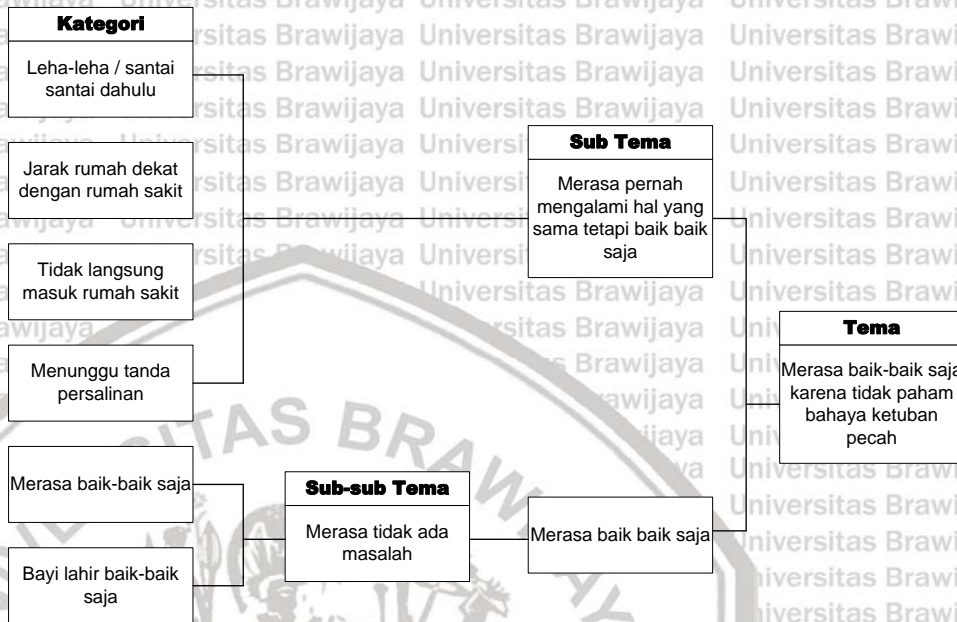 Kategori
Leha-leha / santai
santai dahulu
Jarak rumah dekat
dengan rumah sakit
Tidak langsung
masuk rumah sakit
Menunggu tanda
persalinan
Merasa baik-baik saja
Bayi lahir baik-baik
saja
Sub-sub Tema
Merasa tidak ada
masalah
Sub Tema
Merasa pernah
mengalami hal yang
sama tetapi baik baik
saja
Merasa baik baik saja
Tema
Merasa baik-baik saja
karena tidak paham
bahaya ketuban
pecah
Universitas Brawijaya